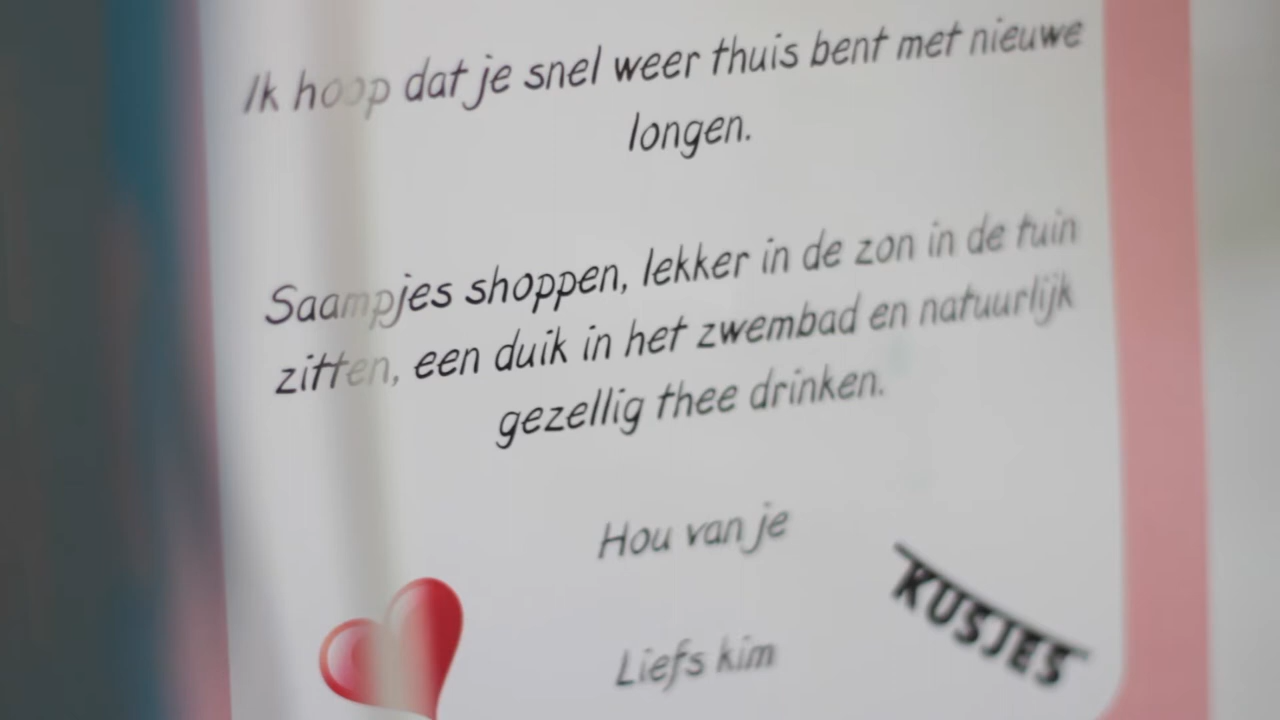 Ik hoop dat je snel weer thuis bent met nieuwe
longen.
Saampjes shoppen, lekker in de zon in de tuin
zitten, een duik in het zwembad en natuurlijk
gezellig thee drinken.
Hou van je
KUSJES
Liefs kim